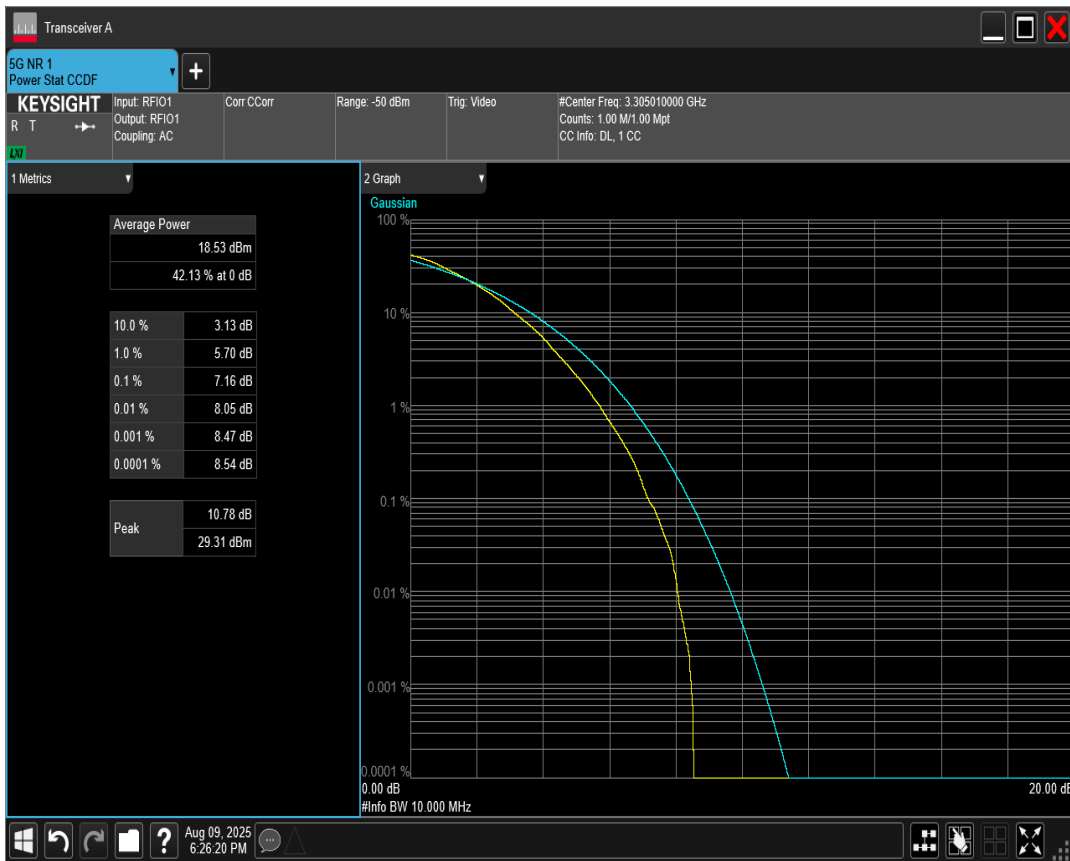 Transceiver A
5G NR 1
Power Stat CCDF
KEYSIGHT
R T
LXI
Input: RFIO1
Output: RFIO1
Coupling: AC
Corr CCorr
Range: -50 dBm
Trig: Video
#Center Freq: 3.305010000 GHz
Counts: 1.00 M/1.00 Mpt
CC Info: DL, 1 CC
1 Metrics
Average Power
18.53 dBm
42.13 % at 0 dB
10.0 % 3.13 dB
1.0 % 5.70 dB
0.1 % 7.16 dB
0.01 % 8.05 dB
0.001 % 8.47 dB
0.0001 % 8.54 dB
Peak
10.78 dB
29.31 dBm
2 Graph
Gaussian
100 %
10 %
1 %
0.1 %
0.01 %
0.001 %
0.0001 %
0.00 dB 20.00 dB
#Info BW 10.000 MHz
?
Aug 09, 2025
6:26:20 PM